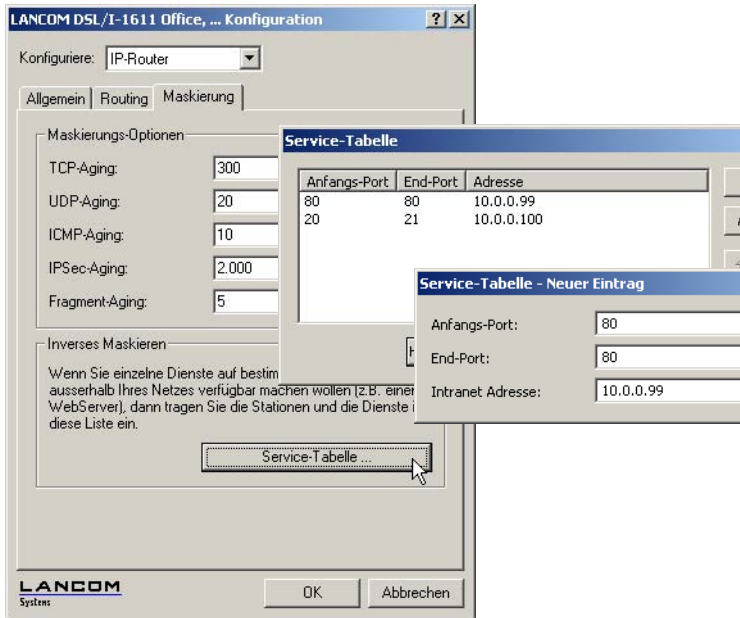 LANCOM DSL/I-1611 Office, ... Konfiguration
Konfiguriere: IP-Router
Allgemein Routing Maskierung
Maskierungs-Optionen
TCP-Aging: 300
UDP-Aging: 20
ICMP-Aging: 10
IPSec-Aging: 2.000
Fragment-Aging: 5
Inverses Maskieren
Wenn Sie einzelne Dienste auf
ausserhalb Ihres Netzes verfügbar machen wollen (z.B.
WebServer), dann tragen Sie die Stationen und die Dienste
diese Liste ein.
Service-Tabelle ...
LANCOM
Systems
OK Abbrechen
Service-Tabelle
Anfangs-Port End-Port Adresse
80 80 10.0.0.99
20 21 10.0.0.100
Service-Tabelle - Neuer Eintrag
Anfangs-Port: 80
End-Port: 80
Intranet Adresse: 10.0.0.99